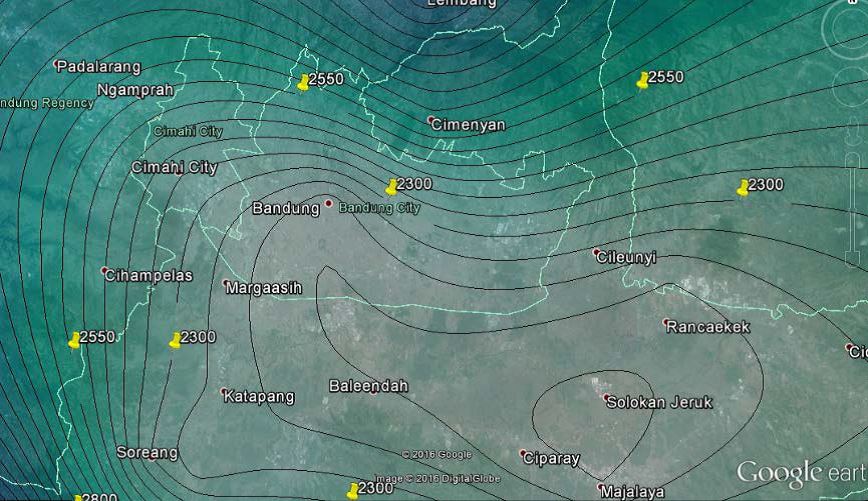 Lembang
Padalarang
2550
2550
Ngamprah
ndung Regency
Cimenyan
Cimahi City
Cimahi City
2300
2300
Bandung
Bandung City
Cileunyi
Cihampelas
Margaasih
Rancaekek
2550
2300
Cic
Baleendah
Katapang
Solokan Jeruk
Soreang
© 2016 Google
Ciparay
Google eart
Image © 2016 DigitalGlobe
2300
Majalaya
2800